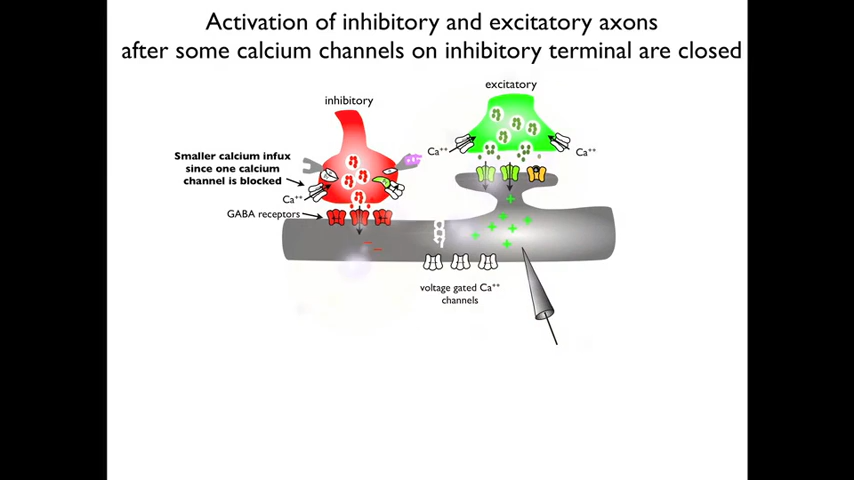 Activation of inhibitory and excitatory axons
after some calcium channels on inhibitory terminal are closed
excitatory
inhibitory
Ca++
Ca++
Smaller calcium infux
since one calcium
channel is blocked
Ca++
GABA receptors
voltage gated Ca++
channels